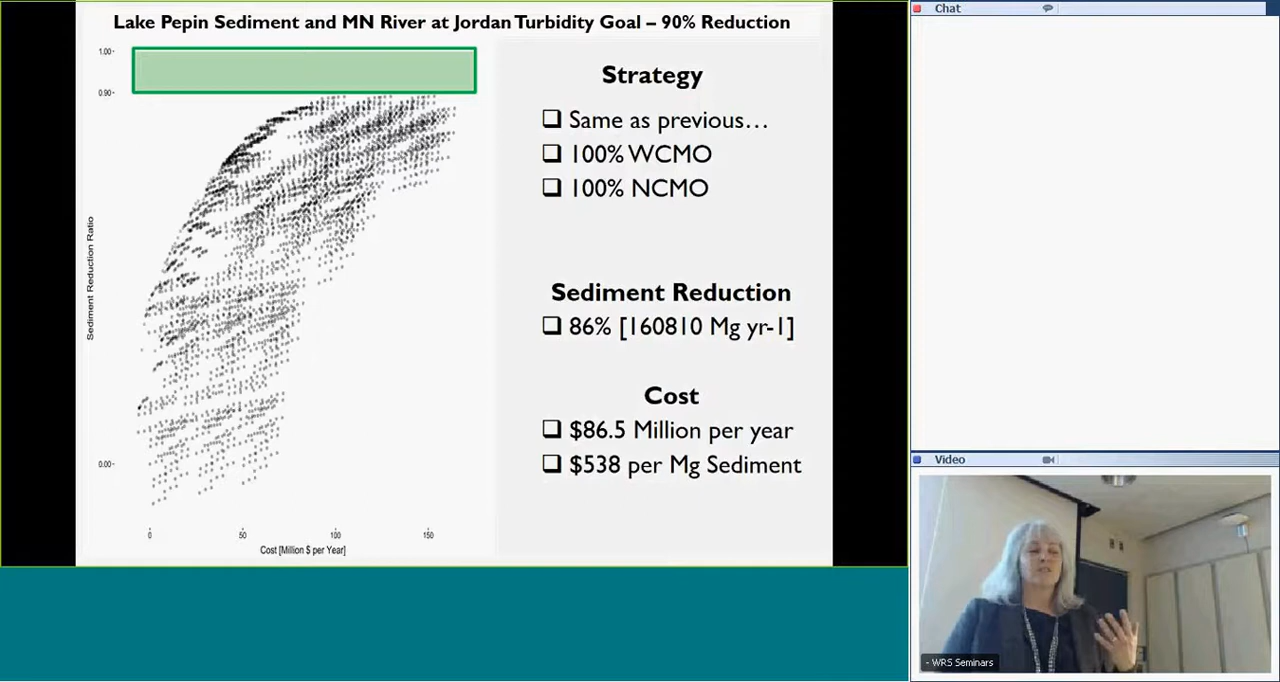 Lake Pepin Sediment and MN River at Jordan Turbidity Goal – 90% Reduction
1.00
0.90
0.00
Sediment Reduction Ratio
0
50
100
150
Cost [Million $ per Year]
Strategy
Same as previous…
100% WCMO
100% NCMO
Sediment Reduction
86% [160810 Mg yr-1]
Cost
$86.5 Million per year
$538 per Mg Sediment
Chat
Video
- WRS Seminars